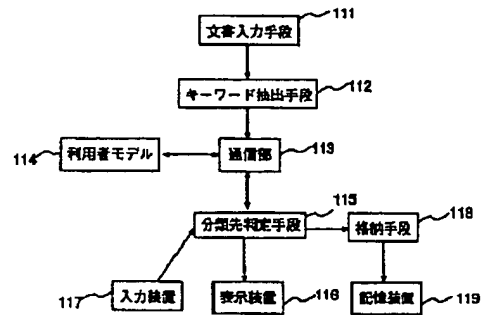 文書入力手段 111
キーワード抽出手段 112
利用者モデル 114
通信部 113
分類先判定手段 115
格納手段 118
入力装置 117
表示装置 116
記憶装置 119